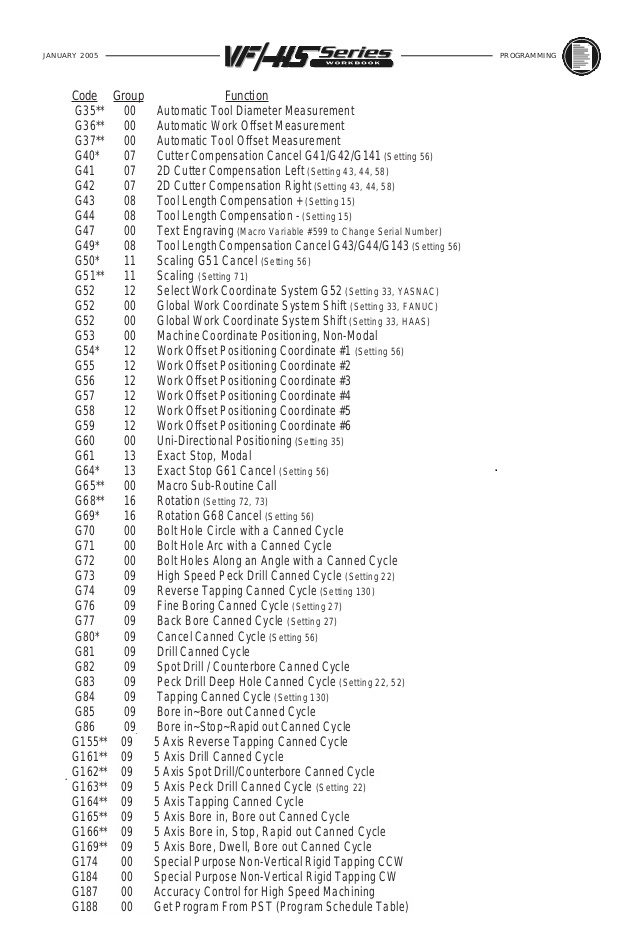 JANUARY 2005
VF/HS Series
WORKBOOK
PROGRAMMING
Code Group Function
G35** 00 Automatic Tool Diameter Measurement
G36** 00 Automatic Work Offset Measurement
G37** 00 Automatic Tool Offset Measurement
G40* 07 Cutter Compensation Cancel G41/G42/G141 (Setting 56)
G41 07 2D Cutter Compensation Left (Setting 43, 44, 58)
G42 07 2D Cutter Compensation Right (Setting 43, 44, 58)
G43 08 Tool Length Compensation + (Setting 15)
G44 08 Tool Length Compensation - (Setting 15)
G47 00 Text Engraving (Macro Variable #599 to Change Serial Number)
G49* 08 Tool Length Compensation Cancel G43/G44/G143 (Setting 56)
G50* 11 Scaling G51 Cancel (Setting 56)
G51** 11 Scaling (Setting 71)
G52 12 Select Work Coordinate System G52 (Setting 33, YASNAC)
G52 00 Global Work Coordinate System Shift (Setting 33, FANUC)
G52 00 Global Work Coordinate System Shift (Setting 33, HAAS)
G53 00 Machine Coordinate Positioning, Non-Modal
G54* 12 Work Offset Positioning Coordinate #1 (Setting 56)
G55 12 Work Offset Positioning Coordinate #2
G56 12 Work Offset Positioning Coordinate #3
G57 12 Work Offset Positioning Coordinate #4
G58 12 Work Offset Positioning Coordinate #5
G59 12 Work Offset Positioning Coordinate #6
G60 00 Uni-Directional Positioning (Setting 35)
G61 13 Exact Stop, Modal
G64* 13 Exact Stop G61 Cancel (Setting 56)
G65** 00 Macro Sub-Routine Call
G68** 16 Rotation (Setting 72, 73)
G69* 16 Rotation G68 Cancel (Setting 56)
G70 00 Bolt Hole Circle with a Canned Cycle
G71 00 Bolt Hole Arc with a Canned Cycle
G72 00 Bolt Holes Along an Angle with a Canned Cycle
G73 09 High Speed Peck Drill Canned Cycle (Setting 22)
G74 09 Reverse Tapping Canned Cycle (Setting 130)
G76 09 Fine Boring Canned Cycle (Setting 27)
G77 09 Back Bore Canned Cycle (Setting 27)
G80* 09 Cancel Canned Cycle (Setting 56)
G81 09 Drill Canned Cycle
G82 09 Spot Drill / Counterbore Canned Cycle
G83 09 Peck Drill Deep Hole Canned Cycle (Setting 22, 52)
G84 09 Tapping Canned Cycle (Setting 130)
G85 09 Bore in~Bore out Canned Cycle
G86 09 Bore in~Stop~Rapid out Canned Cycle
G155** 09 5 Axis Reverse Tapping Canned Cycle
G161** 09 5 Axis Drill Canned Cycle
G162** 09 5 Axis Spot Drill/Counterbore Canned Cycle
G163** 09 5 Axis Peck Drill Canned Cycle (Setting 22)
G164** 09 5 Axis Tapping Canned Cycle
G165** 09 5 Axis Bore in, Bore out Canned Cycle
G166** 09 5 Axis Bore in, Stop, Rapid out Canned Cycle
G169** 09 5 Axis Bore, Dwell, Bore out Canned Cycle
G174 00 Special Purpose Non-Vertical Rigid Tapping CCW
G184 00 Special Purpose Non-Vertical Rigid Tapping CW
G187 00 Accuracy Control for High Speed Machining
G188 00 Get Program From PST (Program Schedule Table)